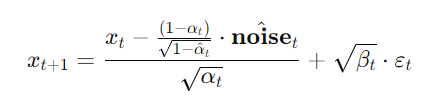 $x_{t+1} = \frac{x_t - \frac{(1-\alpha_t)}{\sqrt{1-\hat{\alpha}_t}} \cdot \hat{\textbf{noise}}_t}{\sqrt{\alpha_t}} + \sqrt{\beta_t} \cdot \varepsilon_t$